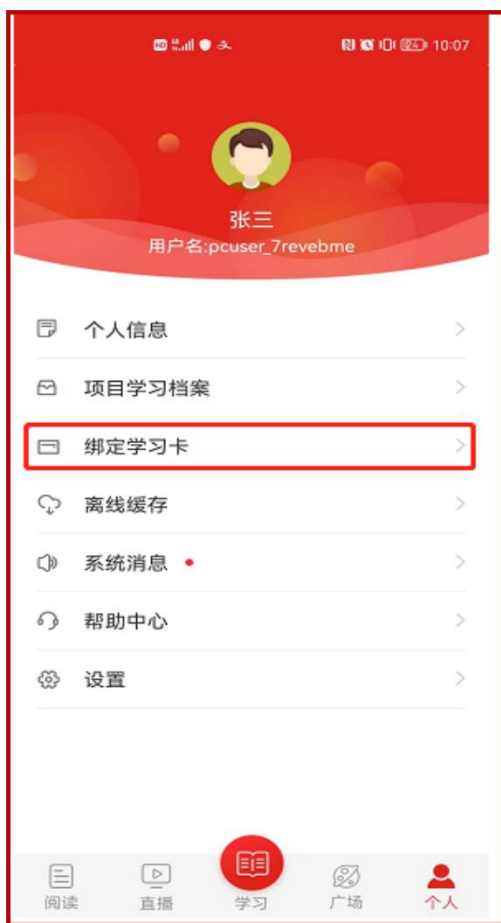 HD 10:07
张三
用户名:pcuser_7revebme
个人信息
项目学习档案
绑定学习卡
离线缓存
系统消息
帮助中心
设置
阅读 直播 学习 广场 个人